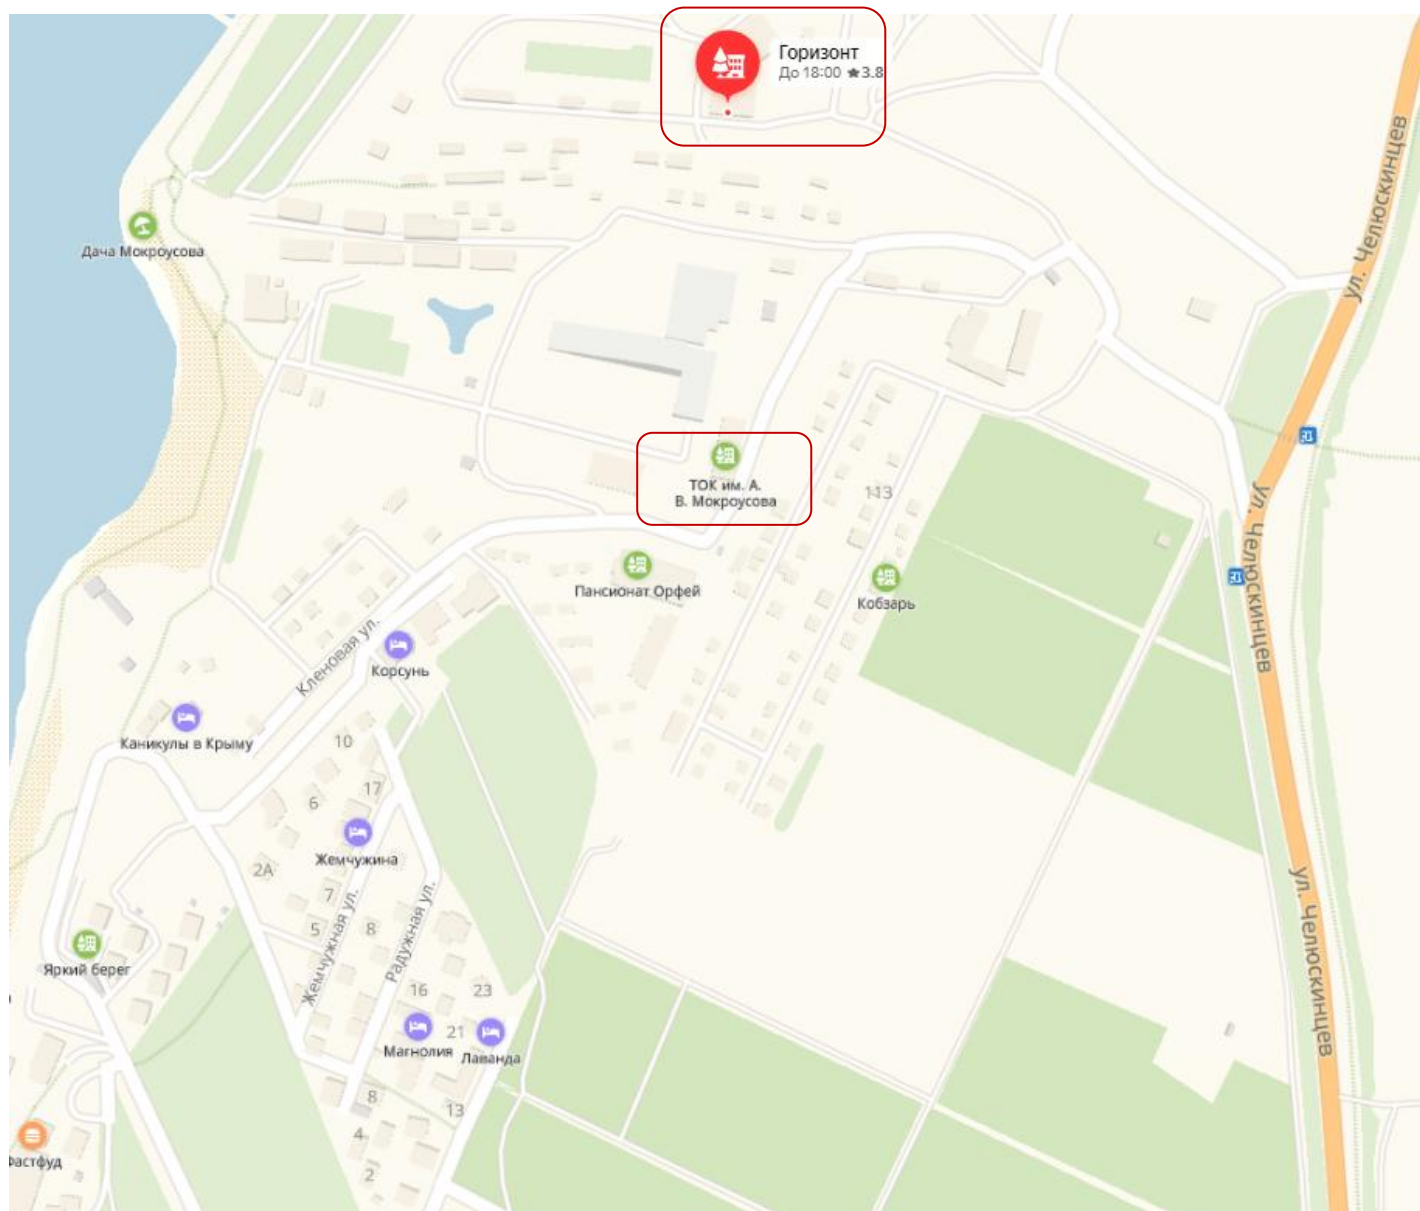 Горизонт
До 18:00 ★3.8
ул. Челюскинцев
Дача Мокроусова
ТОК им. А.
В. Мокроусова
113
ул. Челюскинцев
Пансионат Орфей
Кобзарь
Кленовая ул.
Корсунь
Каникулы в Крыму
10
17
6
Жемчужина
2А
7
5
8
Жемчужная ул.
Радужная ул.
ул. Челюскинцев
Яркий берег
16
23
21
Магнолия
Лаванда
8
13
4
2
Фастфуд